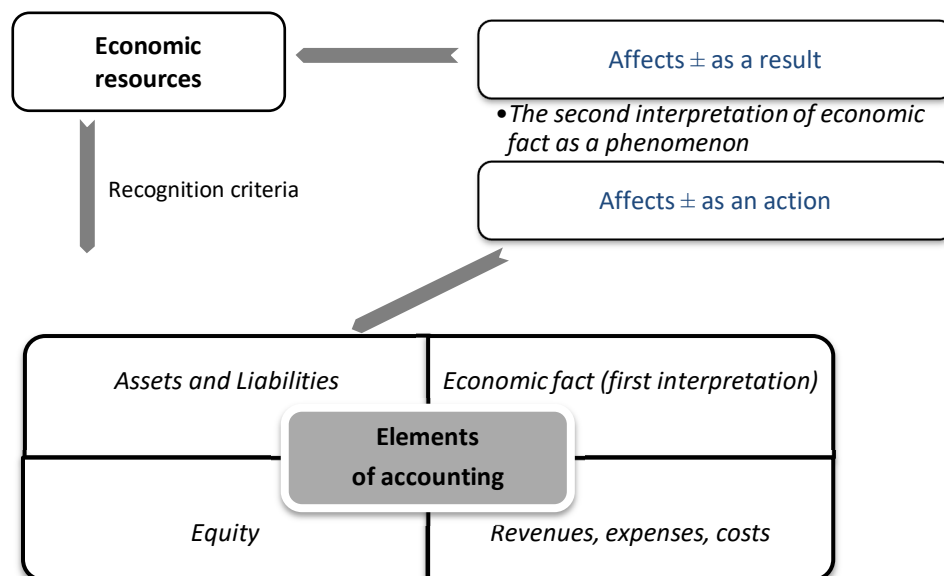 Economic
resources
Affects ± as a result
•The second interpretation of economic
fact as a phenomenon
Recognition criteria
Affects ± as an action
Assets and Liabilities
Economic fact (first interpretation)
Elements
of accounting
Equity
Revenues, expenses, costs